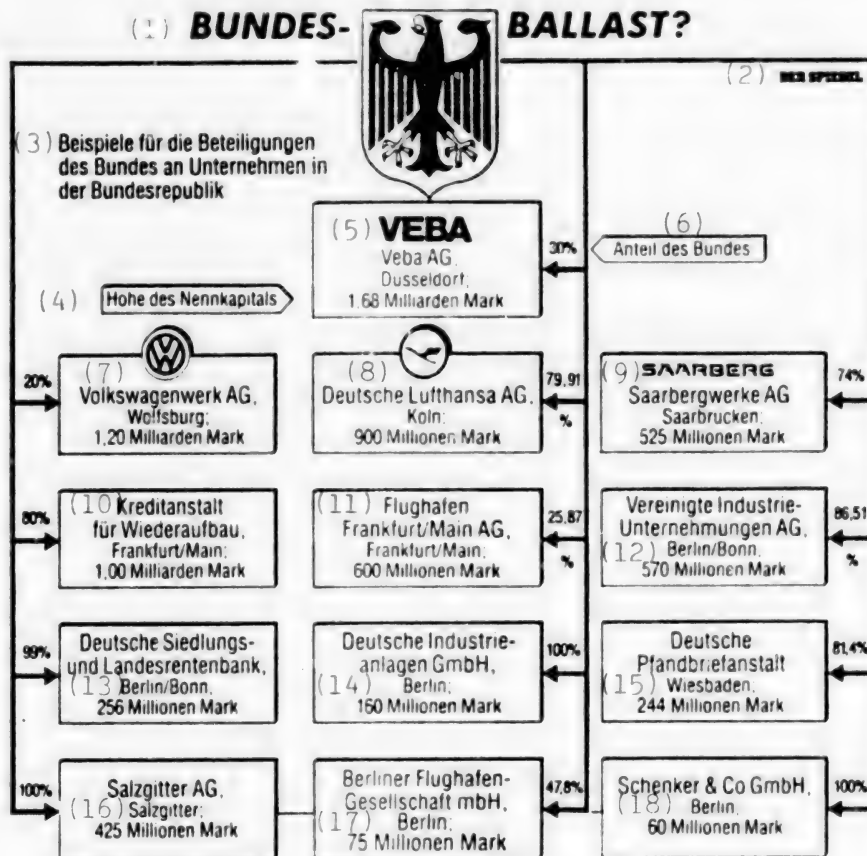 (1) BUNDES- BALLAST?
(2) DER SPIEGEL
(3) Beispiele für die Beteiligungen
des Bundes an Unternehmen in
der Bundesrepublik
(5) VEBA
Veba AG,
Dusseldorf;
1,68 Milliarden Mark
30%
(6)
Anteil des Bundes
(4) Hohe des Nennkapitals
20%
(7)
Volkswagenwerk AG,
Wolfsburg;
1,20 Milliarden Mark
(8)
Deutsche Lufthansa AG,
Koln;
900 Millionen Mark
79,91
%
(9) SAARBERG
Saarbergwerke AG
Saarbrucken;
525 Millionen Mark
74%
80%
(10) Kreditanstalt
für Wiederaufbau,
Frankfurt/Main;
1,00 Milliarden Mark
(11) Flughafen
Frankfurt/Main AG,
Frankfurt/Main;
600 Millionen Mark
25,87
%
Vereinigte Industrie-
Unternehmungen AG,
(12) Berlin/Bonn,
570 Millionen Mark
86,51
%
99%
Deutsche Siedlungs-
und Landesrentenbank,
(13) Berlin/Bonn,
256 Millionen Mark
Deutsche Industrie-
anlagen GmbH,
(14) Berlin;
160 Millionen Mark
100%
Deutsche
Pfandbriefanstalt
(15) Wiesbaden;
244 Millionen Mark
81,4%
100%
Salzgitter AG,
(16) Salzgitter;
425 Millionen Mark
Berliner Flughafen-
Gesellschaft mbH,
(17) Berlin;
75 Millionen Mark
47,8%
Schenker & Co GmbH,
(18) Berlin;
60 Millionen Mark
100%